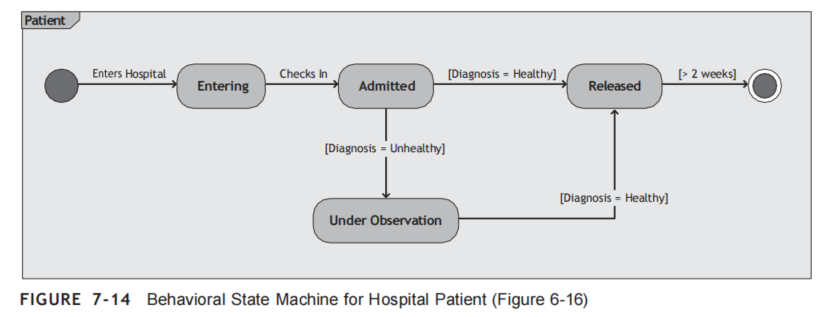 Patient
Enters Hospital
Entering
Checks In
Admitted
[Diagnosis = Healthy]
Released
[> 2 weeks]
[Diagnosis = Unhealthy]
Under Observation
[Diagnosis = Healthy]
FIGURE 7-14 Behavioral State Machine for Hospital Patient (Figure 6-16)